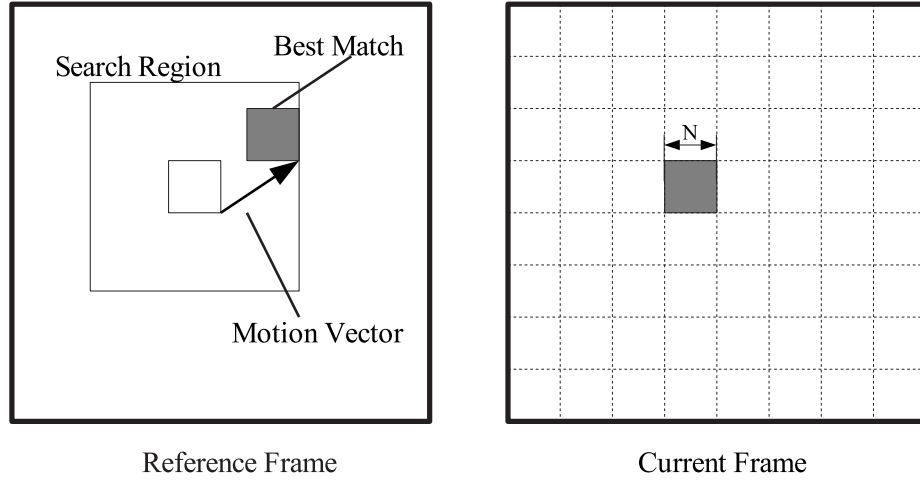 Best Match
Search Region
N
Motion Vector
Reference Frame
Current Frame